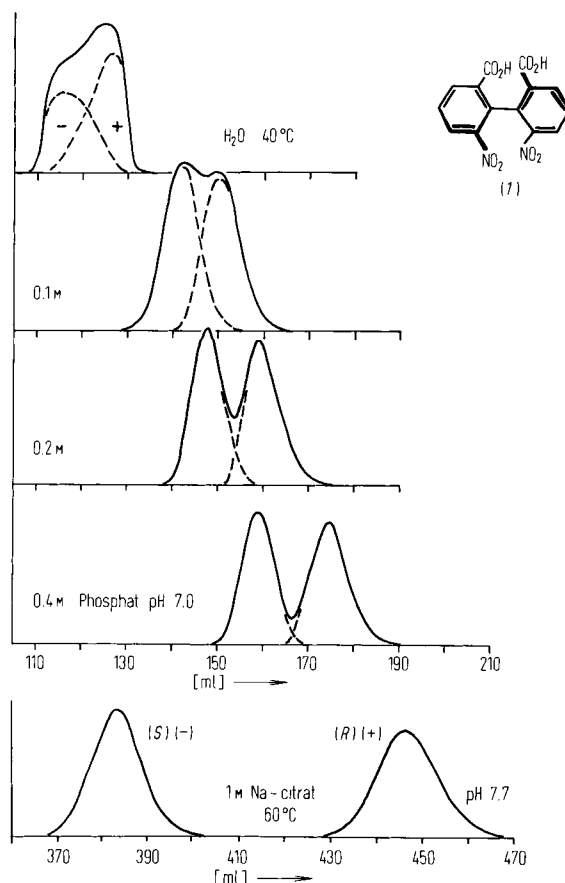 CO₂H CO₂H
NO₂ NO₂
(1)
− +
H₂O 40°C
0.1 M
0.2 M
0.4 M Phosphat pH 7.0
110 130 150 170 190 210
[ml] →
(S)(-) (R)(+)
1 M Na-citrat
60°C
pH 7.7
370 390 410 430 450 470
[ml] →